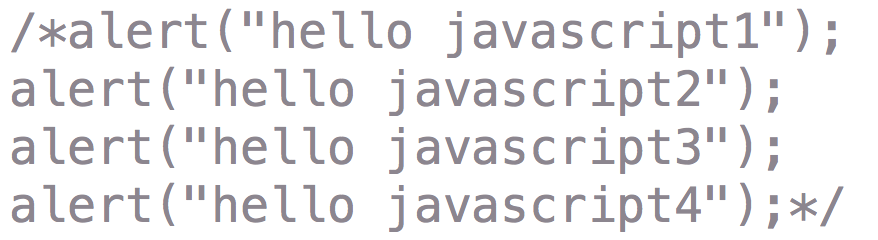 /*alert("hello javascript1");
alert("hello javascript2");
alert("hello javascript3");
alert("hello javascript4");*/